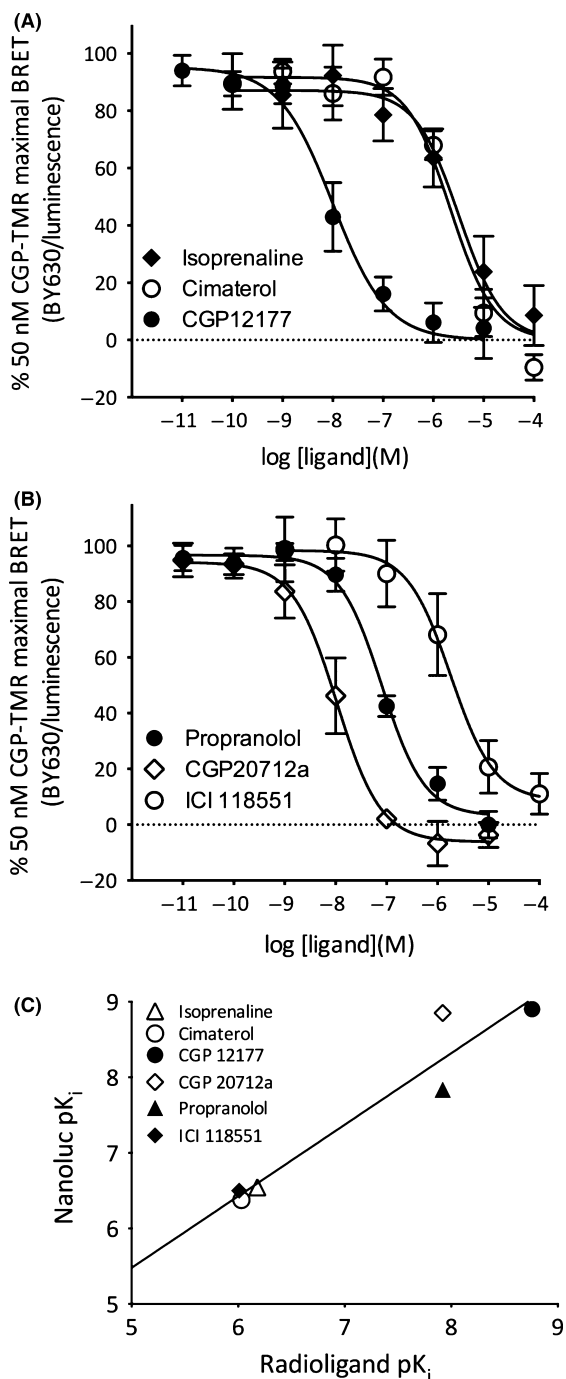 (A)
% 50 nM CGP-TMR maximal BRET
(BY630/luminescence)
100
80
60
40
20
0
−20
Isoprenaline
Cimaterol
CGP12177
−11 −10 −9 −8 −7 −6 −5 −4
log [ligand](M)
(B)
% 50 nM CGP-TMR maximal BRET
(BY630/luminescence)
100
80
60
40
20
0
−20
Propranolol
CGP20712a
ICI 118551
−11 −10 −9 −8 −7 −6 −5 −4
log [ligand](M)
(C)
Nanoluc pKi
9
8
7
6
5
Isoprenaline
Cimaterol
CGP 12177
CGP 20712a
Propranolol
ICI 118551
5 6 7 8 9
Radioligand pKi